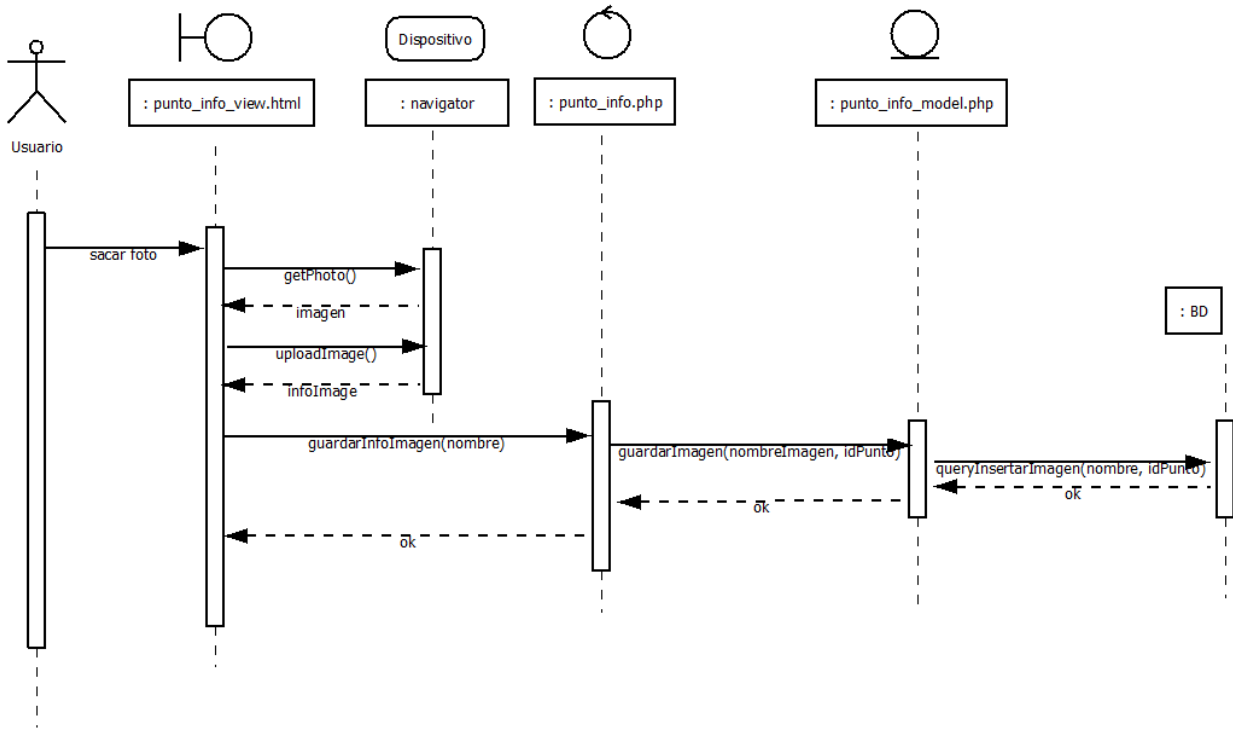 Dispositivo
: punto_info_view.html
: navigator
: punto_info.php
: punto_info_model.php
Usuario
sacar foto
getPhoto()
imagen
: BD
uploadImage()
infoImage
guardarInfoImagen(nombre)
guardarImagen(nombreImagen, idPunto)
queryInsertarImagen(nombre, idPunto)
ok
ok
ok